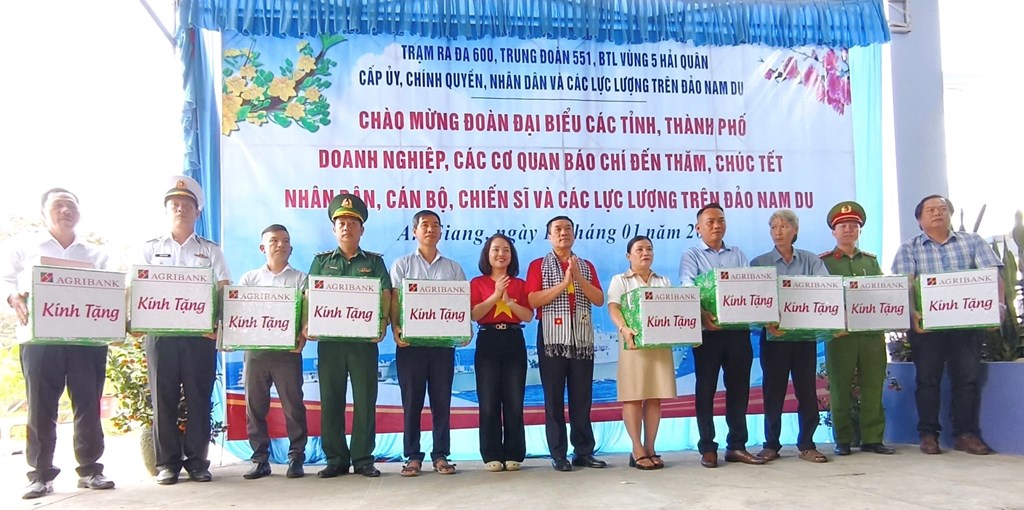 TRẠM RA ĐA 600, TRUNG ĐOÀN 551, BTL VÙNG 5 HẢI QUÂN
CẤP ỦY, CHÍNH QUYỀN, NHÂN DÂN VÀ CÁC LỰC LƯỢNG TRÊN ĐẢO NAM DU
CHÀO MỪNG ĐOÀN ĐẠI BIỂU CÁC TỈNH, THÀNH PHỐ
DOANH NGHIỆP, CÁC CƠ QUAN BÁO CHÍ ĐẾN THĂM, CHÚC TẾT
NHÂN DÂN, CÁN BỘ, CHIẾN SĨ VÀ CÁC LỰC LƯỢNG TRÊN ĐẢO NAM DU
Giang, ngày tháng 01 năm
AGRIBANK
Kính Tặng
AGRIBANK
Kính Tặng
AGRIBANK
Kính Tặng
AGRIBANK
Kính Tặng
AGRIBANK
Kính Tặng
AGRIBANK
Kính Tặng
AGRIBANK
Kính Tặng
AGRIBANK
Kính Tặng
AGRIBANK
Kính Tặng
AGRIBANK
Kính Tặng